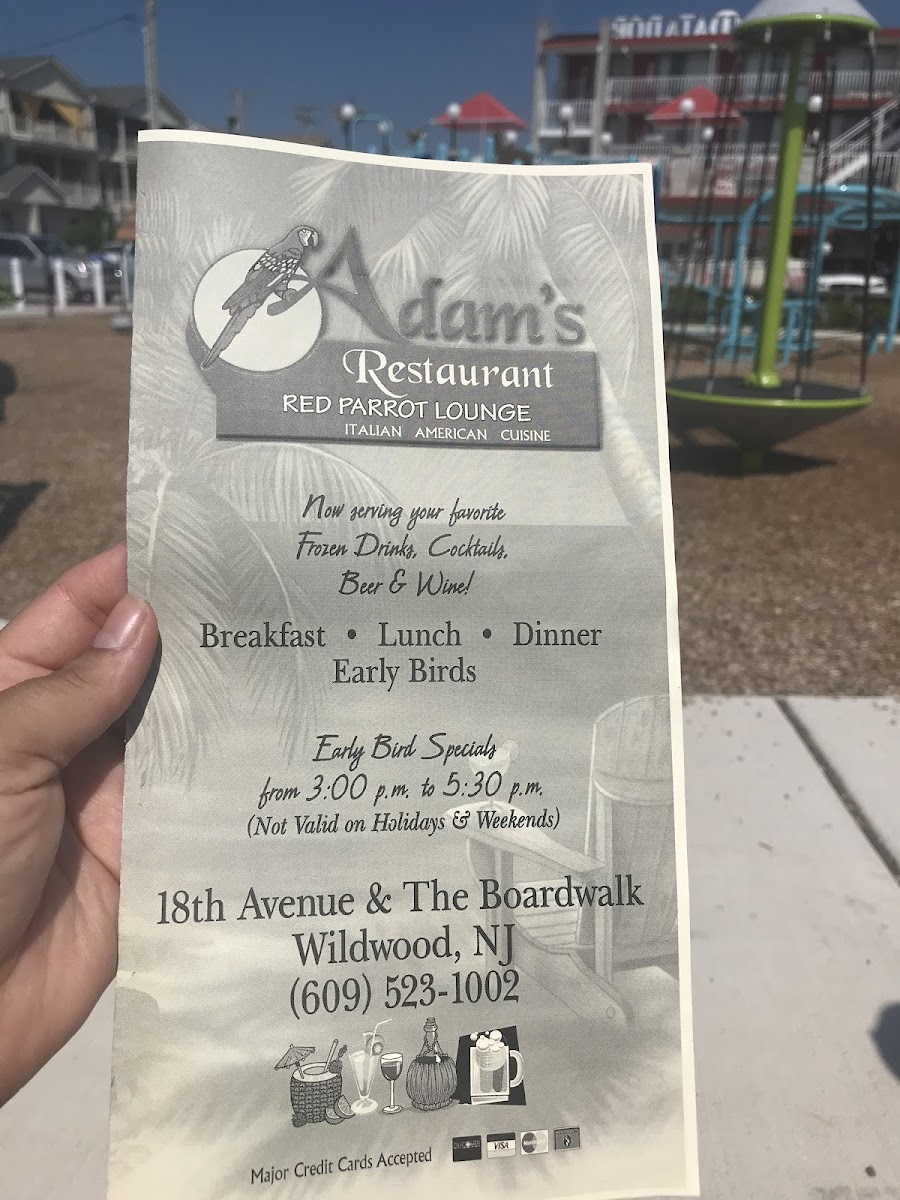 Adam's
Restaurant
RED PARROT LOUNGE
ITALIAN AMERICAN CUISINE
Now serving your favorite
Frozen Drinks, Cocktails,
Beer & Wine!
Breakfast • Lunch • Dinner
Early Birds
Early Bird Specials
from 3:00 p.m. to 5:30 p.m.
(Not Valid on Holidays & Weekends)
18th Avenue & The Boardwalk
Wildwood, NJ
(609) 523-1002
Major Credit Cards Accepted
DISCOVER
VISA